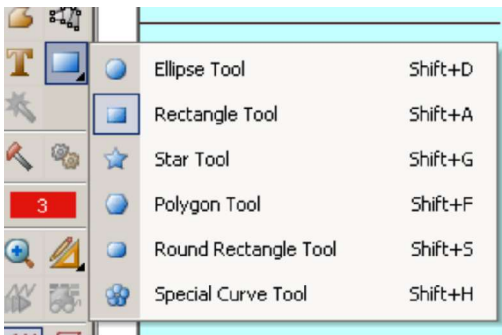 T
Ellipse Tool Shift+D
Rectangle Tool Shift+A
Star Tool Shift+G
Polygon Tool Shift+F
3
Round Rectangle Tool Shift+S
Special Curve Tool Shift+H